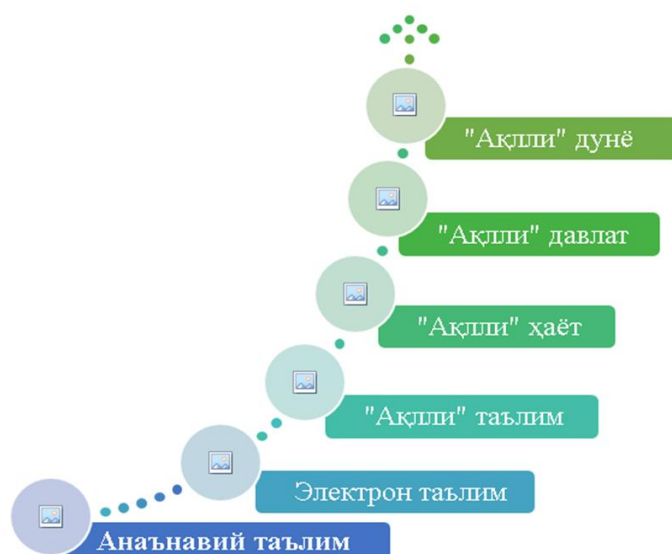 "Ақлли" дунё
"Ақлли" давлат
"Ақлли" ҳаёт
"Ақлли" таълим
Электрон таълим
Анаънавий таълим